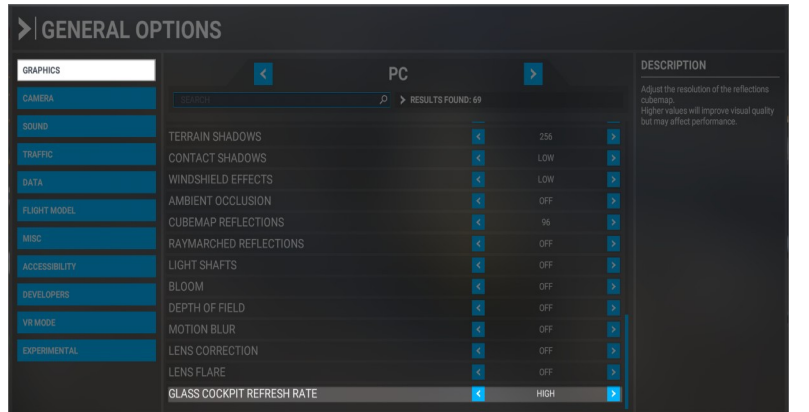 GENERAL OPTIONS
GRAPHICS
CAMERA
SOUND
TRAFFIC
DATA
FLIGHT MODEL
MISC
ACCESSIBILITY
DEVELOPERS
VR MODE
EXPERIMENTAL
PC
SEARCH
RESULTS FOUND: 69
TERRAIN SHADOWS 256
CONTACT SHADOWS LOW
WINDSHIELD EFFECTS LOW
AMBIENT OCCLUSION OFF
CUBEMAP REFLECTIONS 96
RAYMARCHED REFLECTIONS OFF
LIGHT SHAFTS OFF
BLOOM OFF
DEPTH OF FIELD OFF
MOTION BLUR OFF
LENS CORRECTION OFF
LENS FLARE OFF
GLASS COCKPIT REFRESH RATE HIGH
DESCRIPTION
Adjust the resolution of the reflections
cubemap.
Higher values will improve visual quality
but may affect performance.